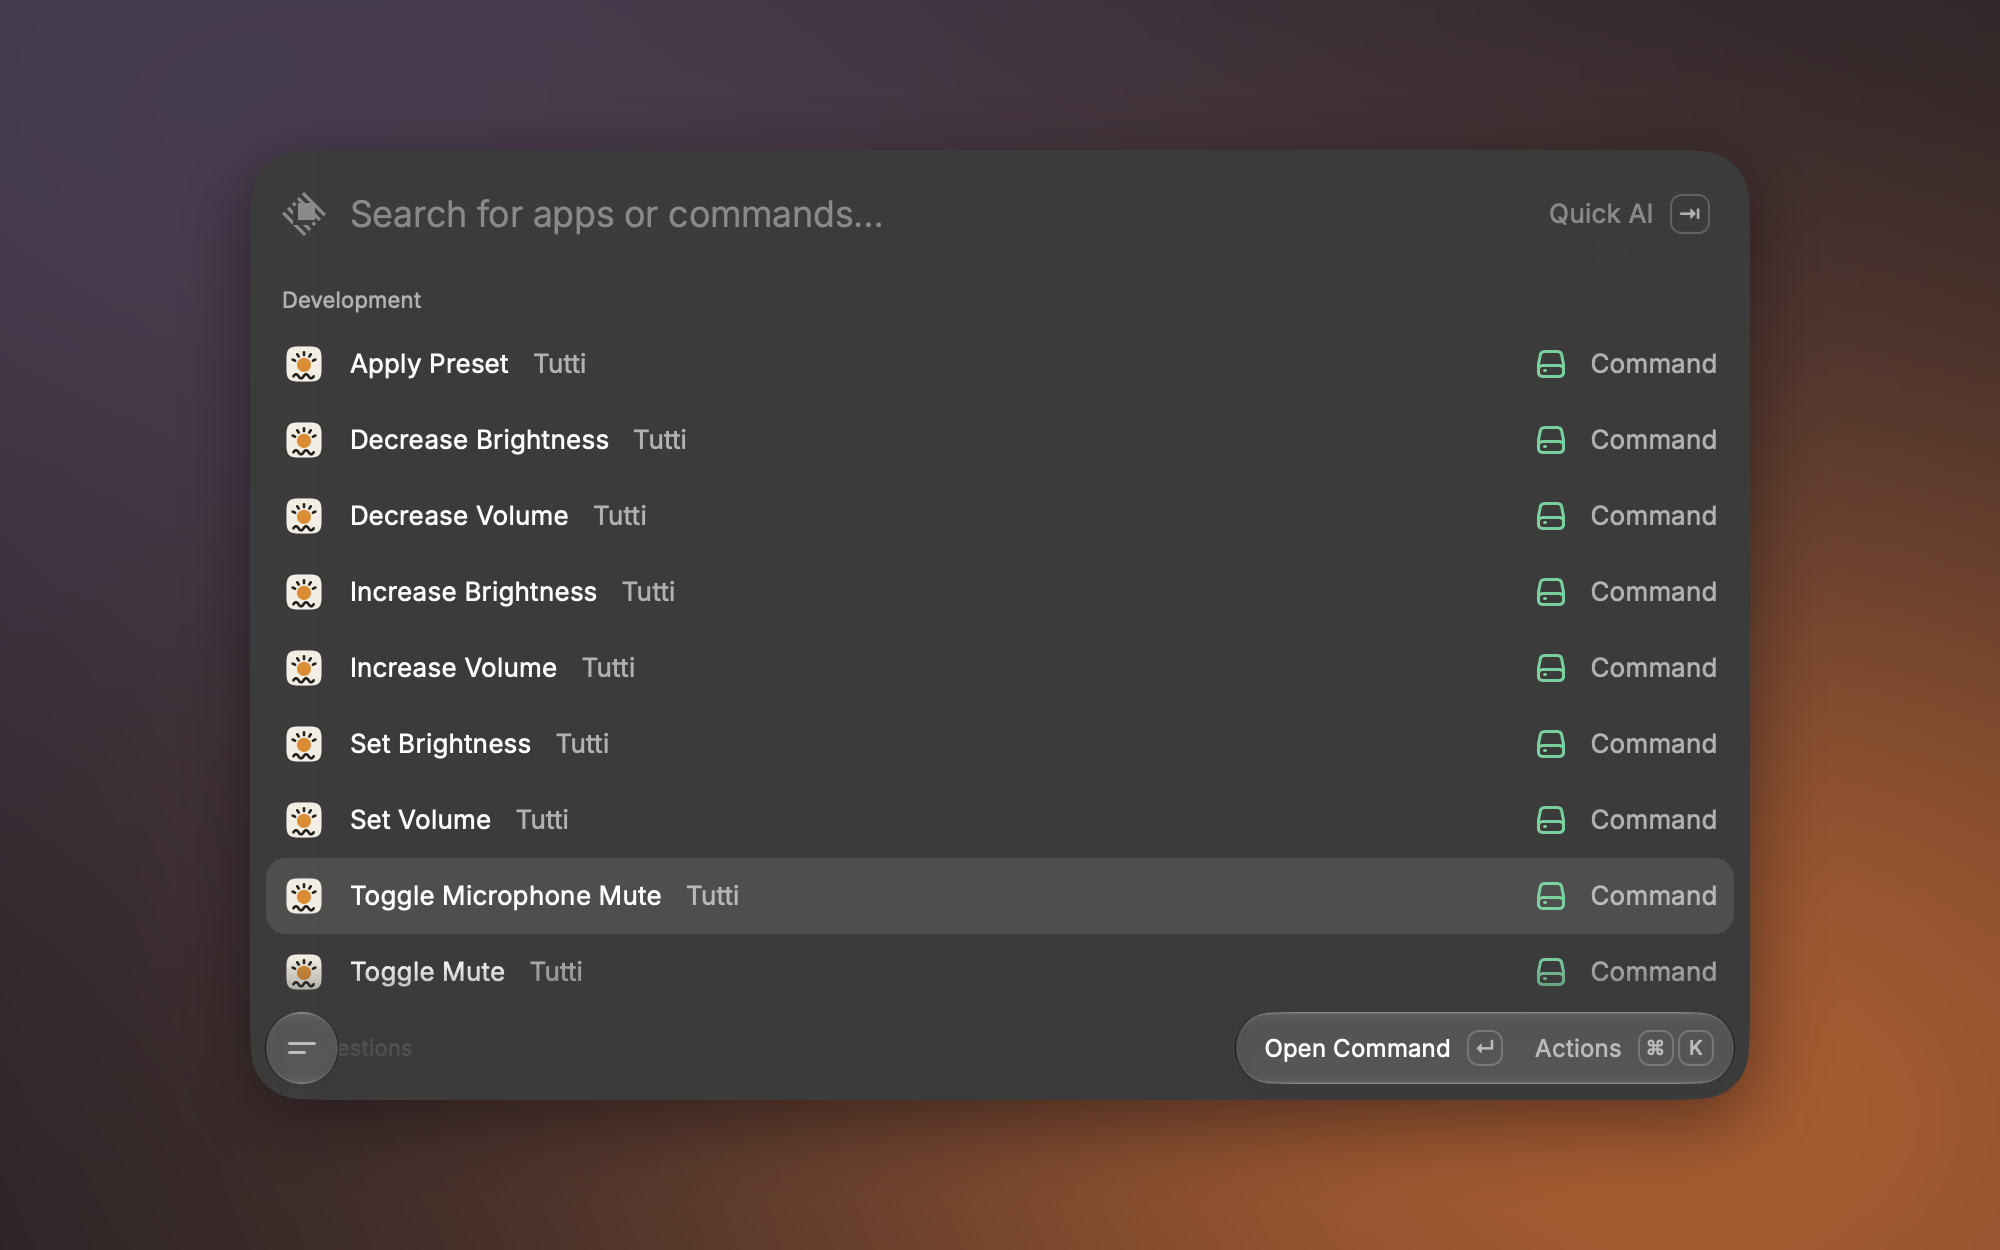 Search for apps or commands...
Quick AI
Development
Apply Preset Tutti Command
Decrease Brightness Tutti Command
Decrease Volume Tutti Command
Increase Brightness Tutti Command
Increase Volume Tutti Command
Set Brightness Tutti Command
Set Volume Tutti Command
Toggle Microphone Mute Tutti Command
Toggle Mute Tutti Command
Open Command Actions ⌘ K